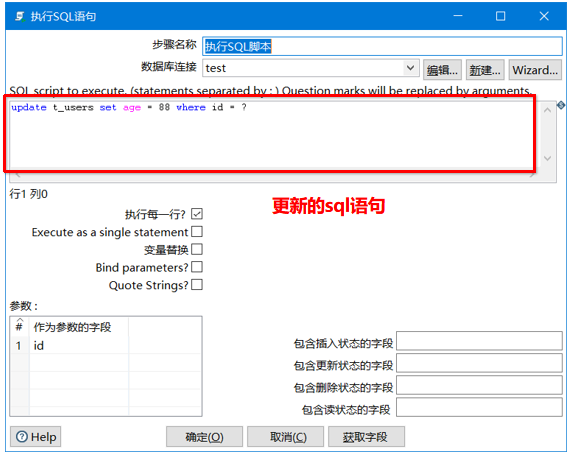 执行SQL语句
步骤名称 执行SQL脚本
数据库连接 test 编辑... 新建... Wizard...
SQL script to execute. (statements separated by ; ) Question marks will be replaced by arguments.
update t_users set age = 88 where id = ?
行1 列0
更新的sql语句
执行每一行?
Execute as a single statement
变量替换
Bind parameters?
Quote Strings?
参数 :
# 作为参数的字段
1 id
包含插入状态的字段
包含更新状态的字段
包含删除状态的字段
包含读状态的字段
Help 确定(O) 取消(C) 获取字段